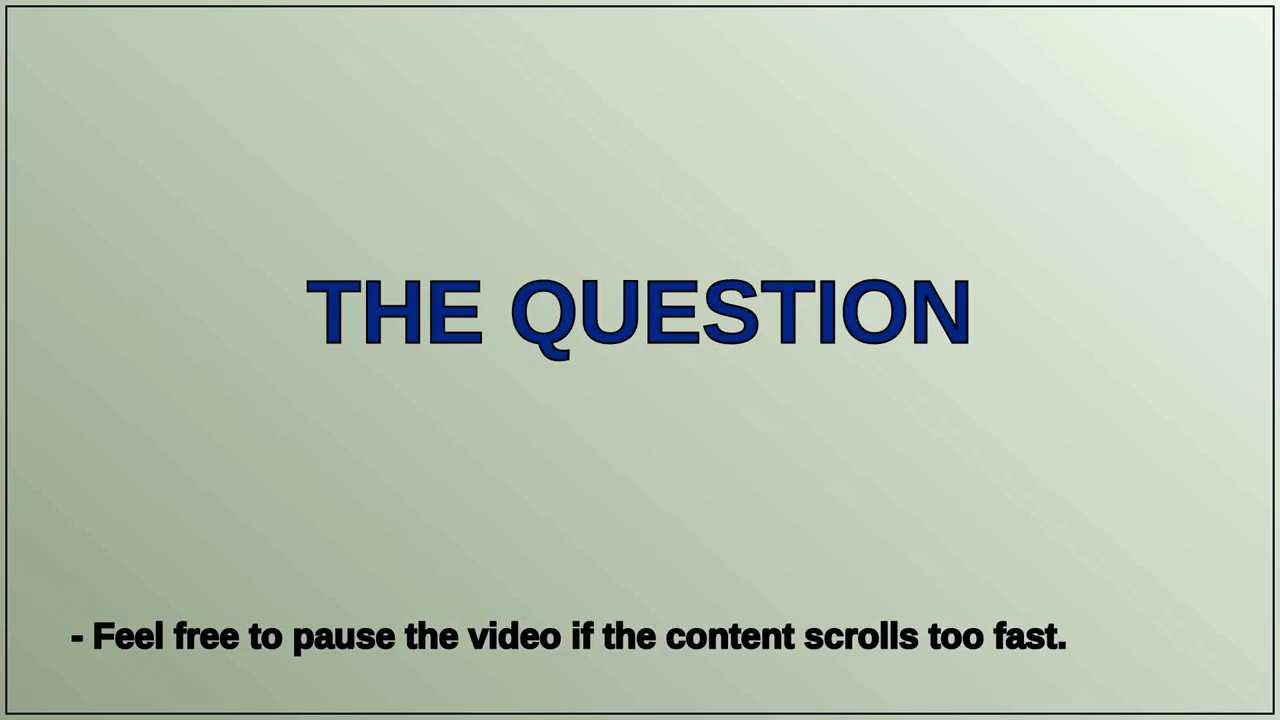 THE QUESTION
- Feel free to pause the video if the content scrolls too fast.